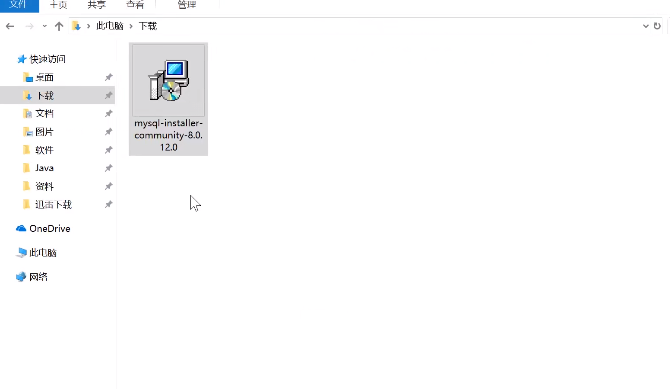 文件 主页 共享 查看 管理
此电脑 下载
快速访问
桌面
下载
文档
图片
软件
Java
资料
迅雷下载
OneDrive
此电脑
网络
mysql-installer-
community-8.0.
12.0